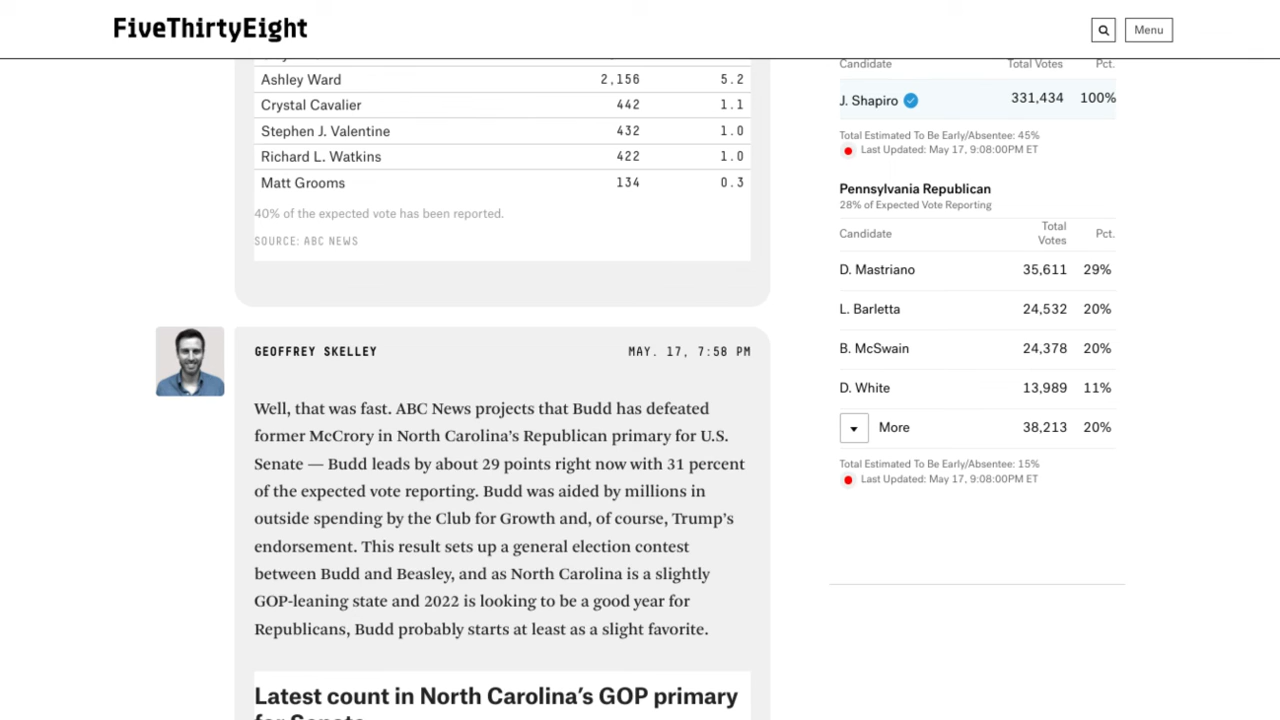 FiveThirtyEight
Menu
Ashley Ward 2,156 5.2
Crystal Cavalier 442 1.1
Stephen J. Valentine 432 1.0
Richard L. Watkins 422 1.0
Matt Grooms 134 0.3
40% of the expected vote has been reported.
SOURCE: ABC NEWS
GEOFFREY SKELLEY MAY. 17, 7:58 PM
Well, that was fast. ABC News projects that Budd has defeated
former McCrory in North Carolina’s Republican primary for U.S.
Senate — Budd leads by about 29 points right now with 31 percent
of the expected vote reporting. Budd was aided by millions in
outside spending by the Club for Growth and, of course, Trump’s
endorsement. This result sets up a general election contest
between Budd and Beasley, and as North Carolina is a slightly
GOP-leaning state and 2022 is looking to be a good year for
Republicans, Budd probably starts at least as a slight favorite.
Latest count in North Carolina’s GOP primary
for Senate
Candidate Total Votes Pct.
J. Shapiro 331,434 100%
Total Estimated To Be Early/Absentee: 45%
Last Updated: May 17, 9:08:00PM ET
Pennsylvania Republican
28% of Expected Vote Reporting
Candidate Total Votes Pct.
D. Mastriano 35,611 29%
L. Barletta 24,532 20%
B. McSwain 24,378 20%
D. White 13,989 11%
More 38,213 20%
Total Estimated To Be Early/Absentee: 15%
Last Updated: May 17, 9:08:00PM ET